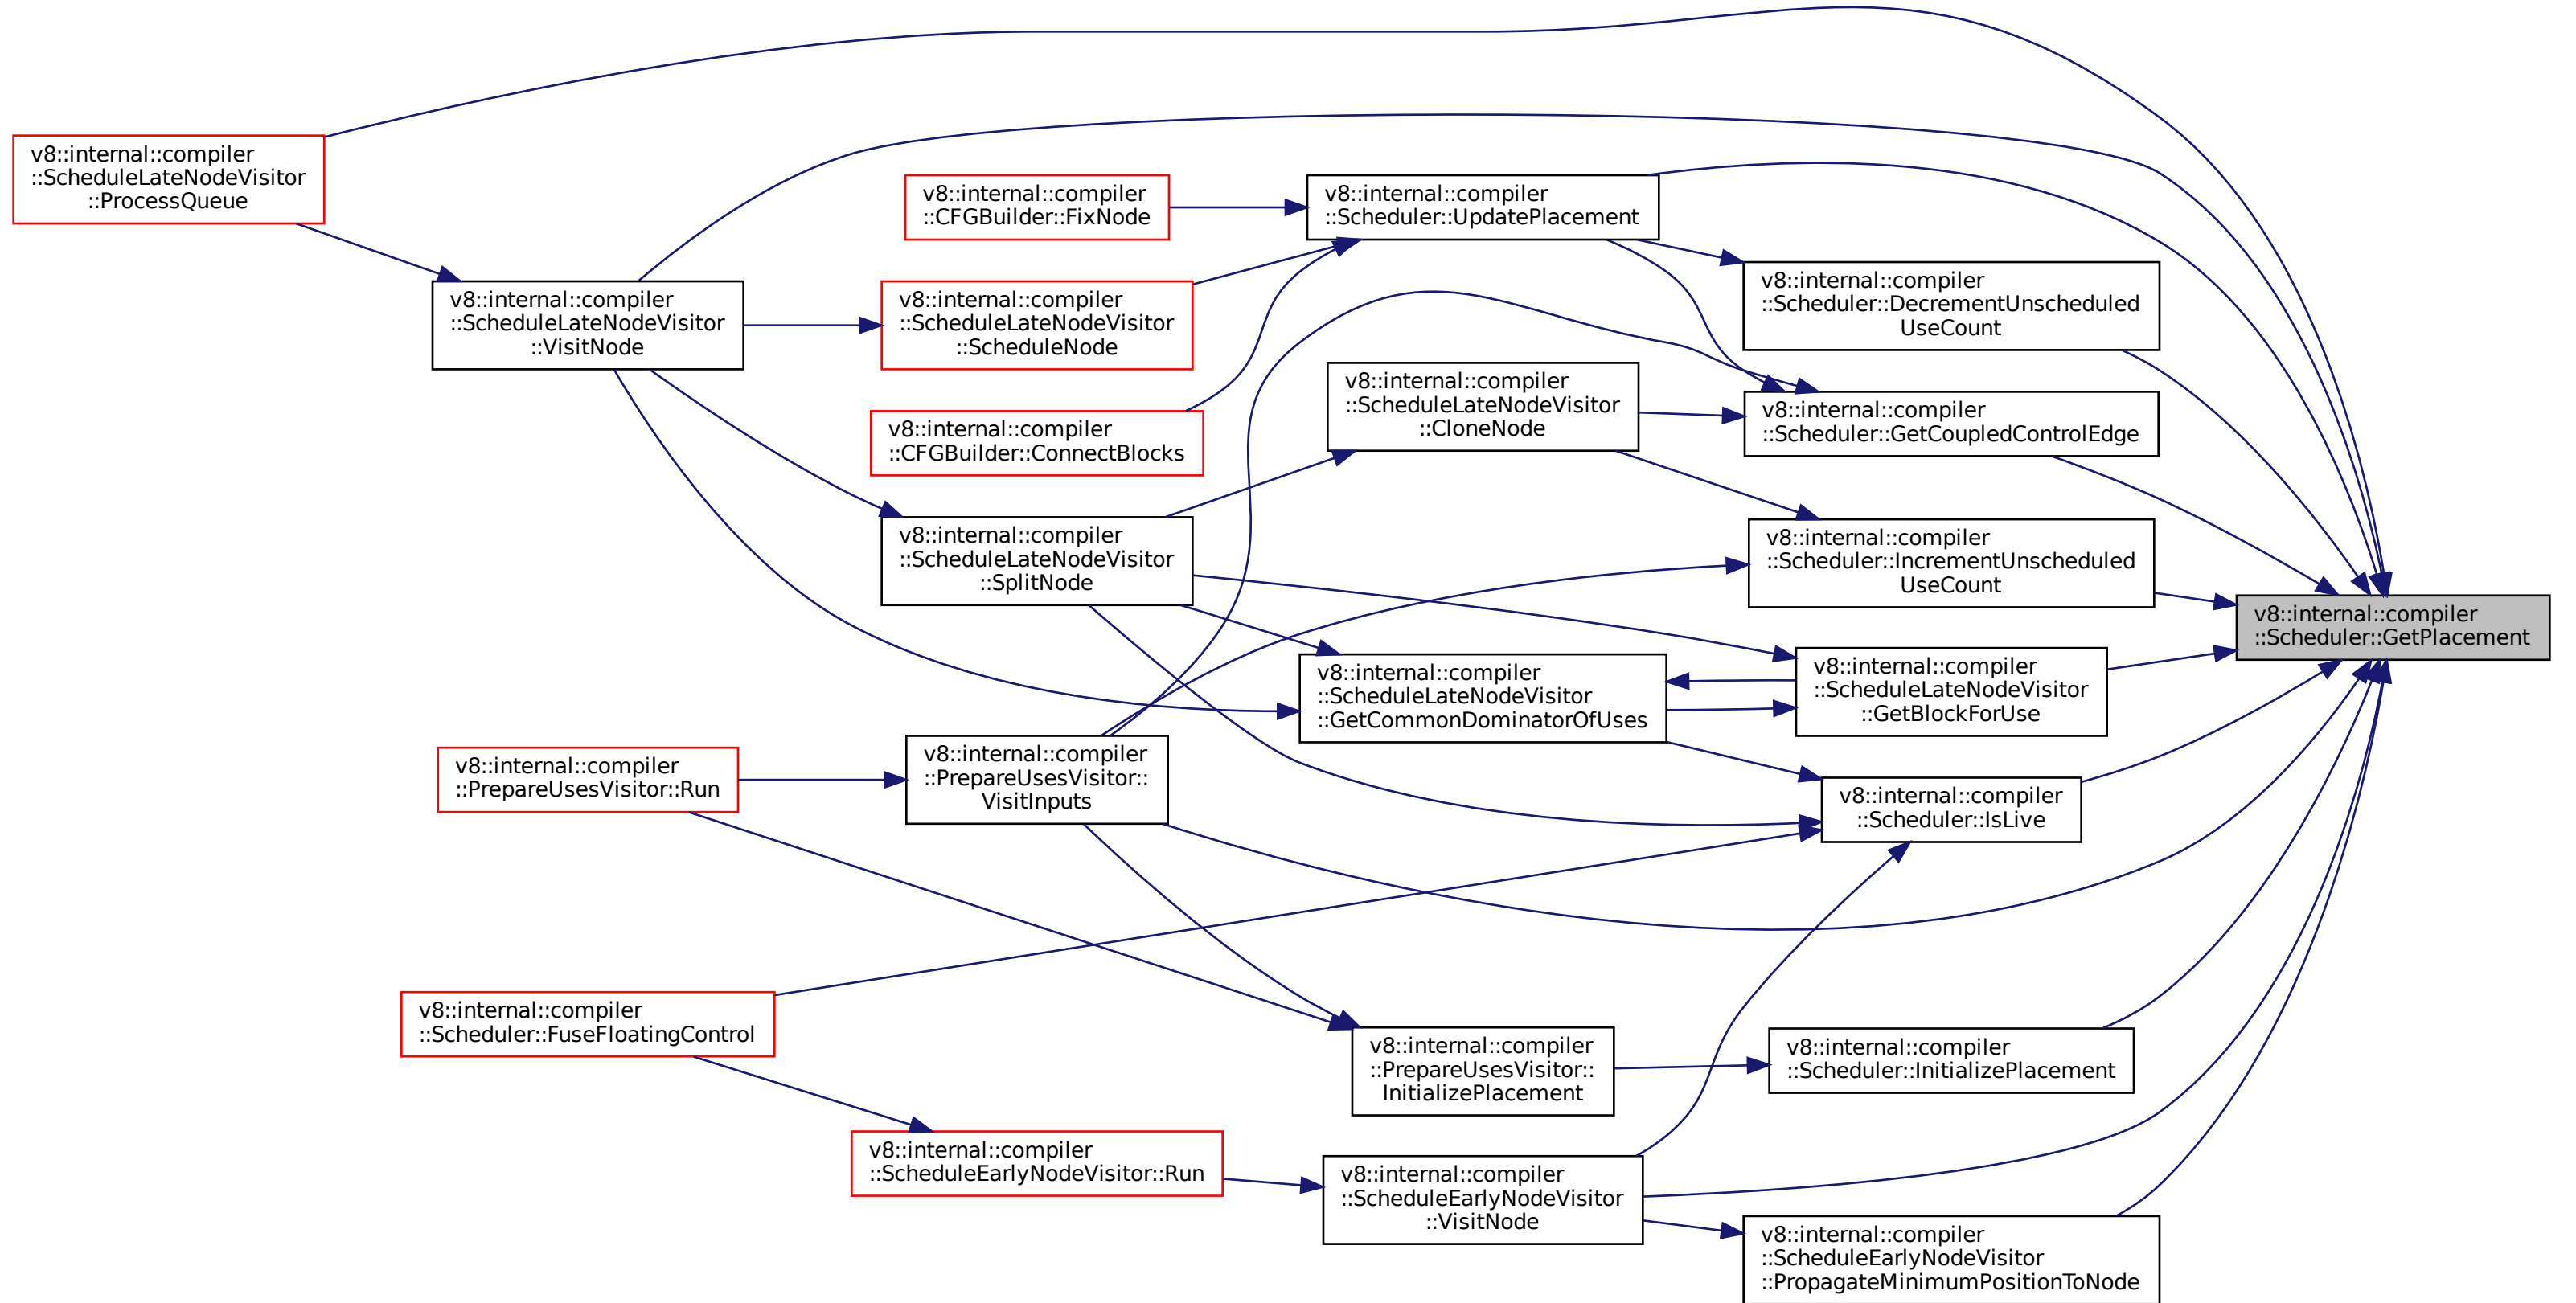 v8::internal::compiler
::ScheduleLateNodeVisitor
::ProcessQueue
v8::internal::compiler
::CFGBuilder::FixNode
v8::internal::compiler
::Scheduler::UpdatePlacement
v8::internal::compiler
::Scheduler::DecrementUnscheduled
UseCount
v8::internal::compiler
::ScheduleLateNodeVisitor
::VisitNode
v8::internal::compiler
::ScheduleLateNodeVisitor
::ScheduleNode
v8::internal::compiler
::ScheduleLateNodeVisitor
::CloneNode
v8::internal::compiler
::Scheduler::GetCoupledControlEdge
v8::internal::compiler
::CFGBuilder::ConnectBlocks
v8::internal::compiler
::ScheduleLateNodeVisitor
::SplitNode
v8::internal::compiler
::Scheduler::IncrementUnscheduled
UseCount
v8::internal::compiler
::Scheduler::GetPlacement
v8::internal::compiler
::ScheduleLateNodeVisitor
::GetCommonDominatorOfUses
v8::internal::compiler
::ScheduleLateNodeVisitor
::GetBlockForUse
v8::internal::compiler
::PrepareUsesVisitor::Run
v8::internal::compiler
::PrepareUsesVisitor::
VisitInputs
v8::internal::compiler
::Scheduler::IsLive
v8::internal::compiler
::Scheduler::FuseFloatingControl
v8::internal::compiler
::PrepareUsesVisitor::
InitializePlacement
v8::internal::compiler
::Scheduler::InitializePlacement
v8::internal::compiler
::ScheduleEarlyNodeVisitor::Run
v8::internal::compiler
::ScheduleEarlyNodeVisitor
::VisitNode
v8::internal::compiler
::ScheduleEarlyNodeVisitor
::PropagateMinimumPositionToNode